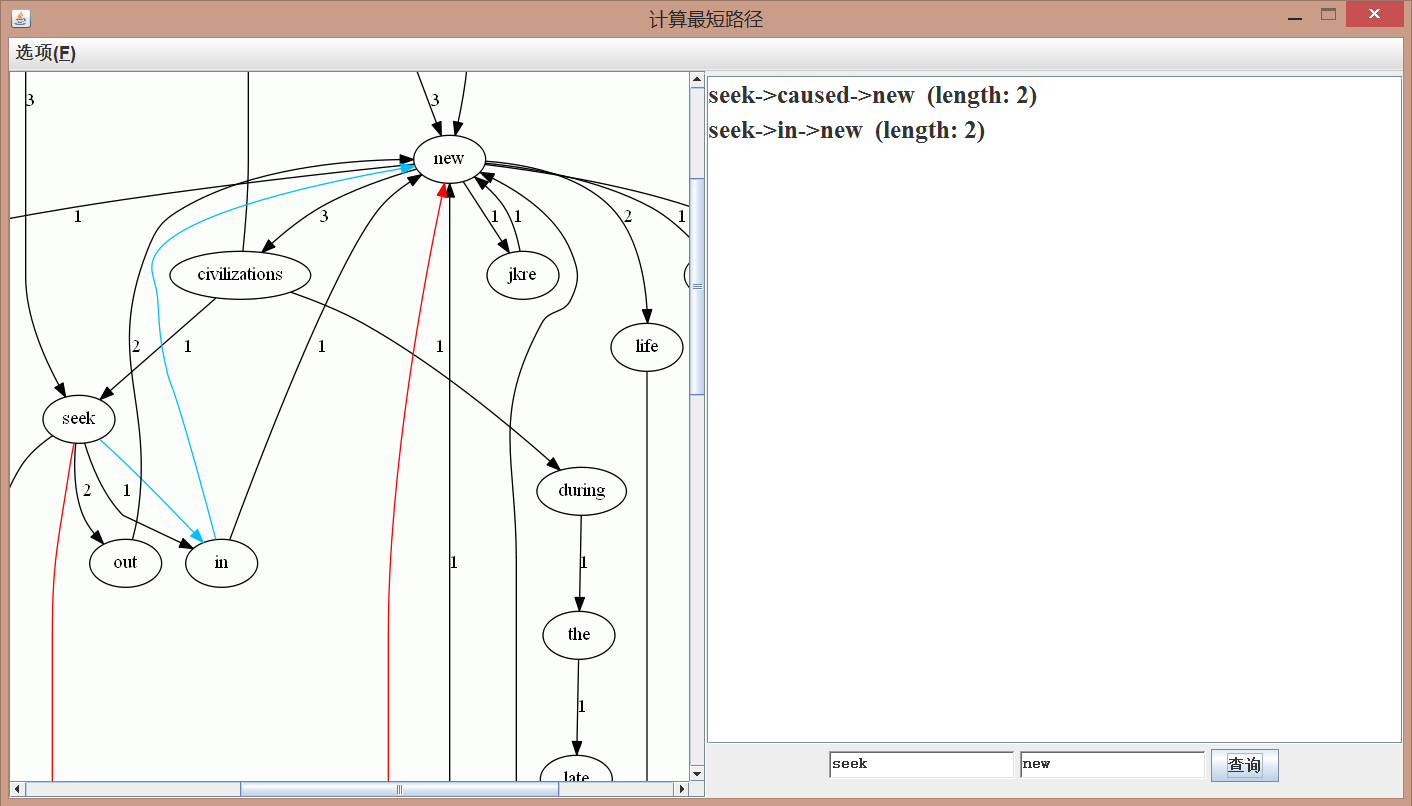 计算最短路径
选项(F)
3
3
new
1
3
1
1
2
1
civilizations
jkre
2
1
1
1
life
seek
2
1
during
out
in
1
1
the
1
late
seek->caused->new (length: 2)
seek->in->new (length: 2)
seek
new
查询